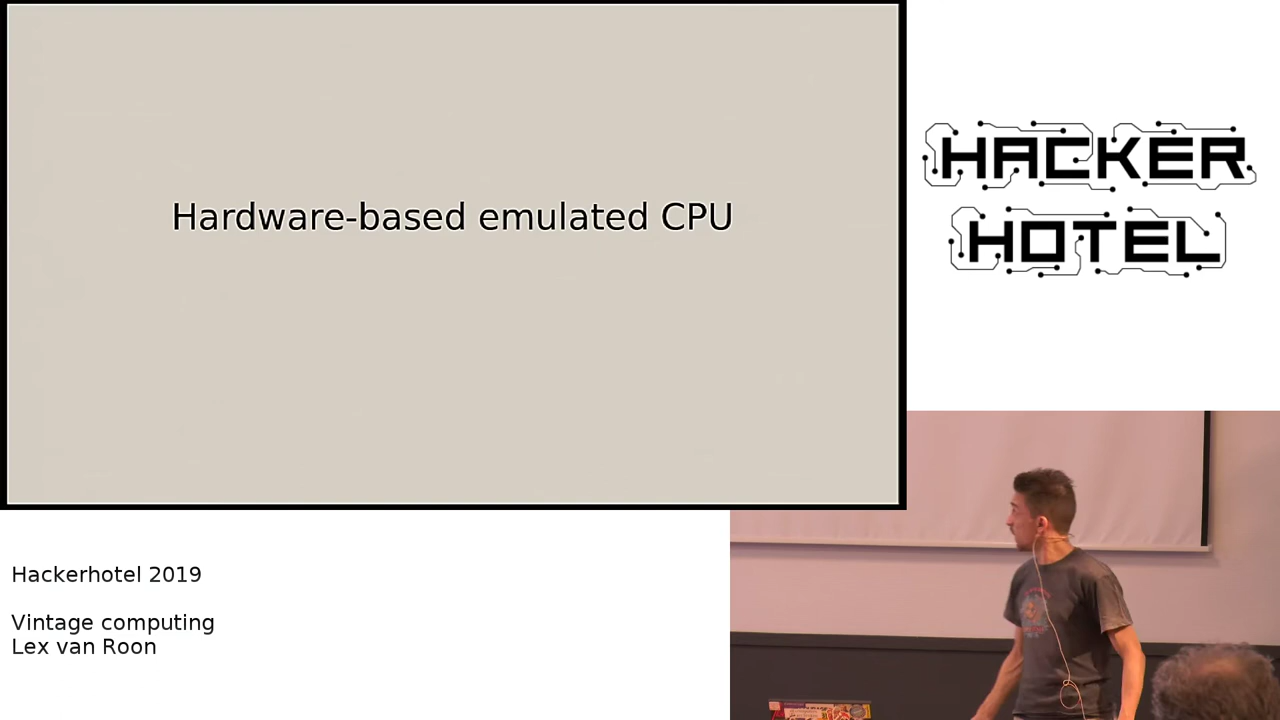 Hardware-based emulated CPU
HACKER
HOTEL
Hackerhotel 2019
Vintage computing
Lex van Roon